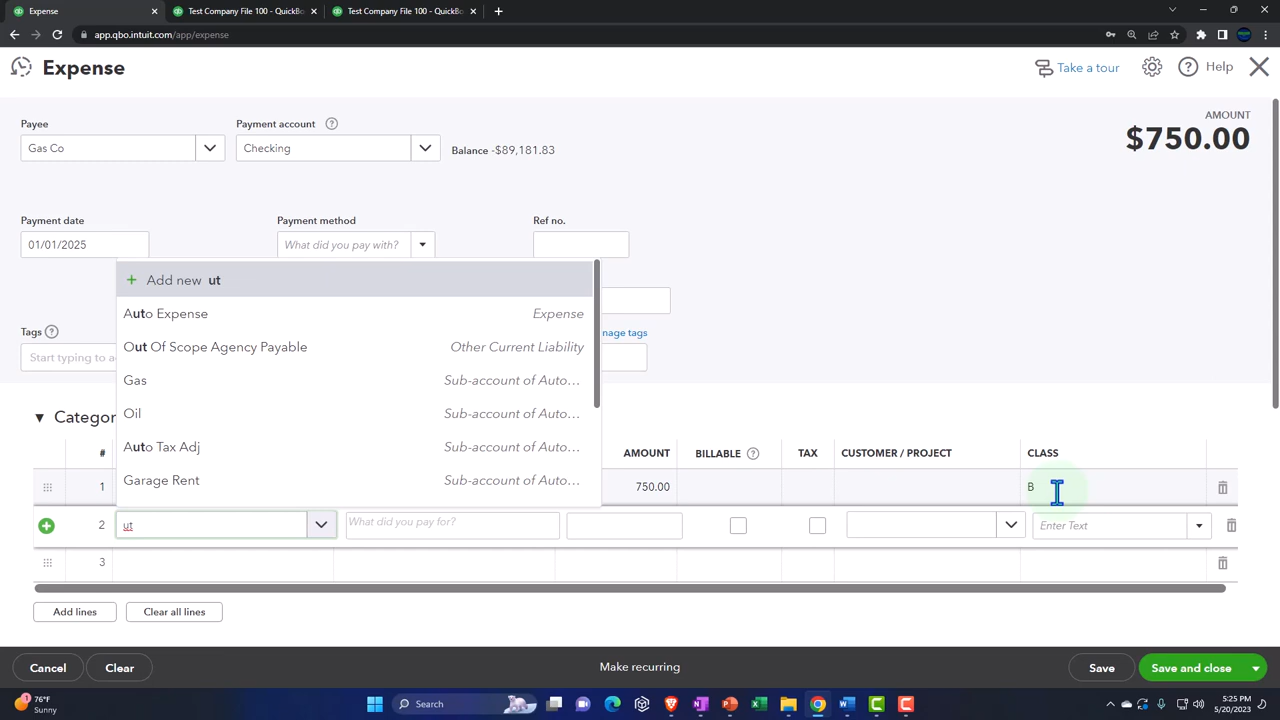 Expense
Test Company File 100 - QuickBo
Test Company File 100 - QuickBo
app.qbo.intuit.com/app/expense
Expense
Take a tour
Help
Payee
Payment account
AMOUNT
Gas Co
Checking
Balance -$89,181.83
$750.00
Payment date
Payment method
Ref no.
01/01/2025
What did you pay with?
+ Add new ut
Auto Expense Expense
Tags
nage tags
Out Of Scope Agency Payable Other Current Liability
Start typing to a
Gas Sub-account of Auto...
Oil Sub-account of Auto...
Categor
Auto Tax Adj Sub-account of Auto...
Garage Rent Sub-account of Auto...
# AMOUNT BILLABLE TAX CUSTOMER / PROJECT CLASS
1 750.00 B
2 ut What did you pay for? Enter Text
3
Add lines
Clear all lines
Cancel
Clear
Make recurring
Save
Save and close
76°F
Sunny
Search
5:25 PM
5/20/2023